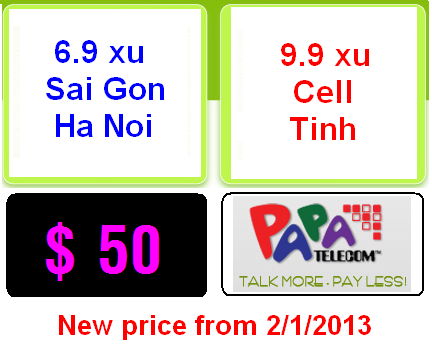 6.9 xu
Sai Gon
Ha Noi
9.9 xu
Cell
Tinh
$ 50
PAPA
TELECOM™
TALK MORE - PAY LESS!
New price from 2/1/2013